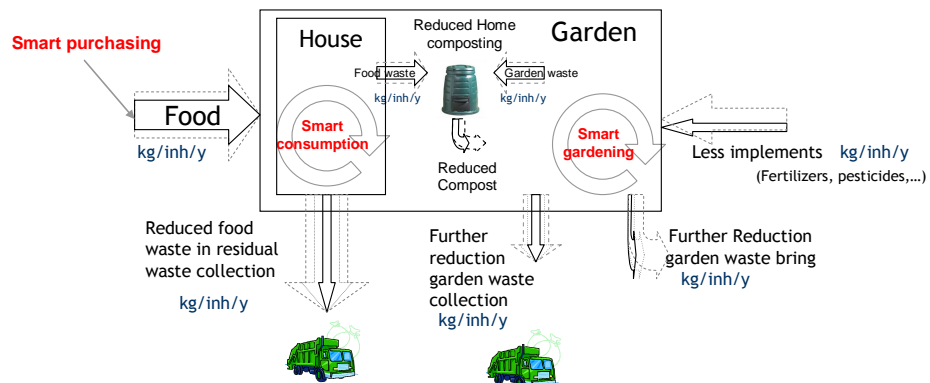 Smart purchasing
Food
kg/inh/y
House
Smart
consumption
Food waste
kg/inh/y
Reduced Home
composting
Garden
Garden waste
kg/inh/y
Reduced
Compost
Smart
gardening
Less implements kg/inh/y
(Fertilizers, pesticides,…)
Reduced food
waste in residual
waste collection
kg/inh/y
Further
reduction
garden waste
collection
kg/inh/y
Further Reduction
garden waste bring
kg/inh/y